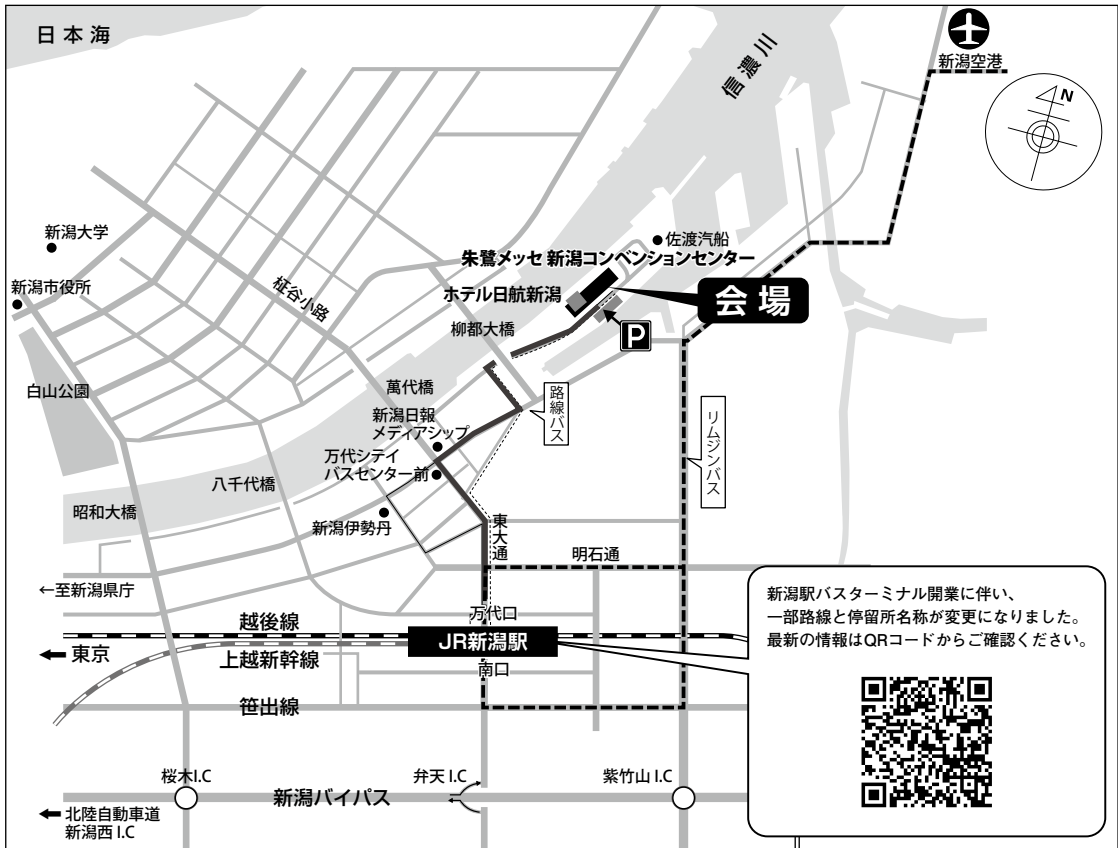 日本海
信濃川
新潟空港
N
新潟大学
佐渡汽船
朱鷺メッセ 新潟コンベンションセンター
新潟市役所
ホテル日航新潟
会場
柾谷小路
柳都大橋
P
白山公園
萬代橋
新潟日報
メディアシップ
路線バス
リムジンバス
万代シテイ
バスセンター前
八千代橋
昭和大橋
新潟伊勢丹
東大通
明石通
←至新潟県庁
万代口
越後線
JR新潟駅
← 東京
上越新幹線
南口
笹出線
新潟駅バスターミナル開業に伴い、
一部路線と停留所名称が変更になりました。
最新の情報はQRコードからご確認ください。
桜木I.C
弁天 I.C
紫竹山 I.C
新潟バイパス
← 北陸自動車道
新潟西 I.C